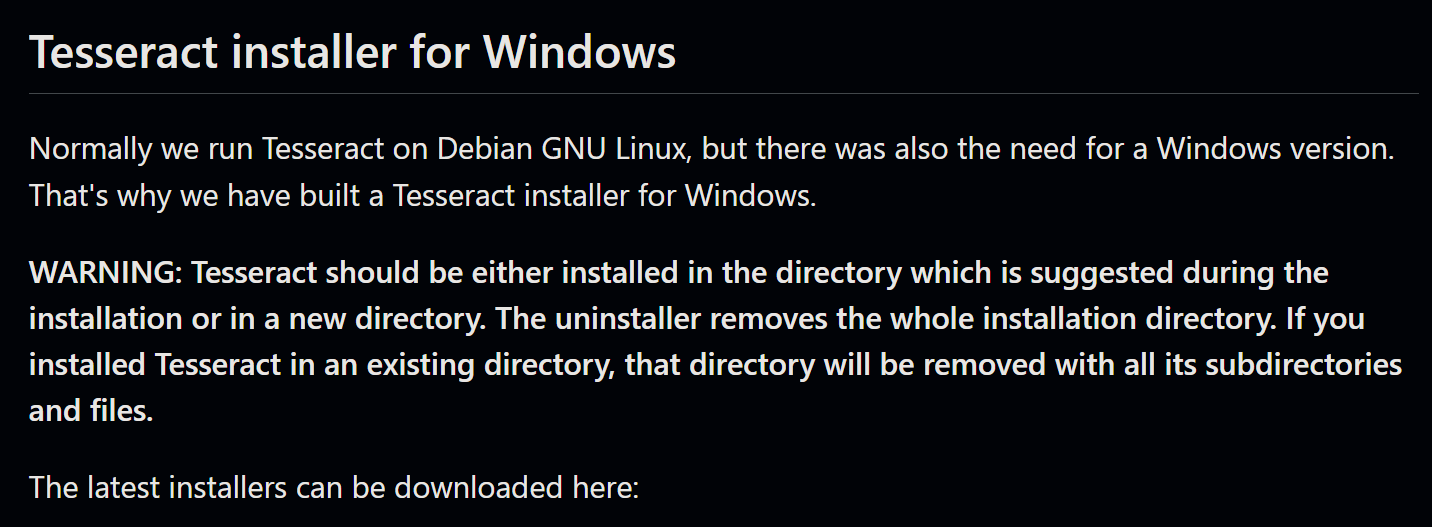 Tesseract installer for Windows
Normally we run Tesseract on Debian GNU Linux, but there was also the need for a Windows version.
That's why we have built a Tesseract installer for Windows.
WARNING: Tesseract should be either installed in the directory which is suggested during the
installation or in a new directory. The uninstaller removes the whole installation directory. If you
installed Tesseract in an existing directory, that directory will be removed with all its subdirectories
and files.
The latest installers can be downloaded here: